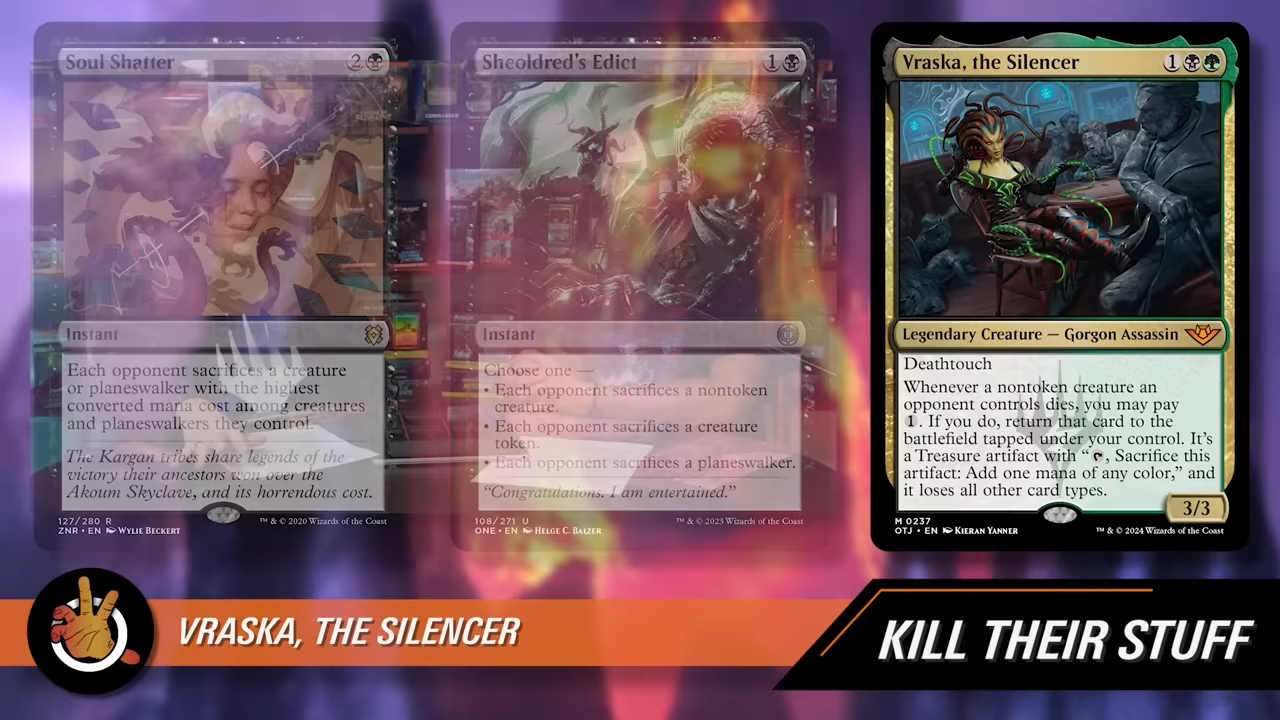 Soul Shatter 2
Instant
Each opponent sacrifices a creature
or planeswalker with the highest
converted mana cost among creatures
and planeswalkers they control.
The Kargan tribes share legends of the
victory their ancestors won over the
Akoum Skyclave, and its horrendous cost.
127/280 R
ZNR • EN WYLIE BECKERT
™ & © 2020 Wizards of the Coast
Sheoldred's Edict 1
Instant
Choose one —
• Each opponent sacrifices a nontoken
creature.
• Each opponent sacrifices a creature
token.
• Each opponent sacrifices a planeswalker.
"Congratulations. I am entertained."
108/271 U
ONE • EN HELGE C. BALZER
™ & © 2023 Wizards of the Coast
Vraska, the Silencer 1
Legendary Creature — Gorgon Assassin
Deathtouch
Whenever a nontoken creature an
opponent controls dies, you may pay
1. If you do, return that card to the
battlefield tapped under your control. It's
a Treasure artifact with “, Sacrifice this
artifact: Add one mana of any color,” and
it loses all other card types.
3/3
M 0237
OTJ • EN KIERAN YANNER
™ & © 2024 Wizards of the Coast
VRASKA, THE SILENCER
KILL THEIR STUFF